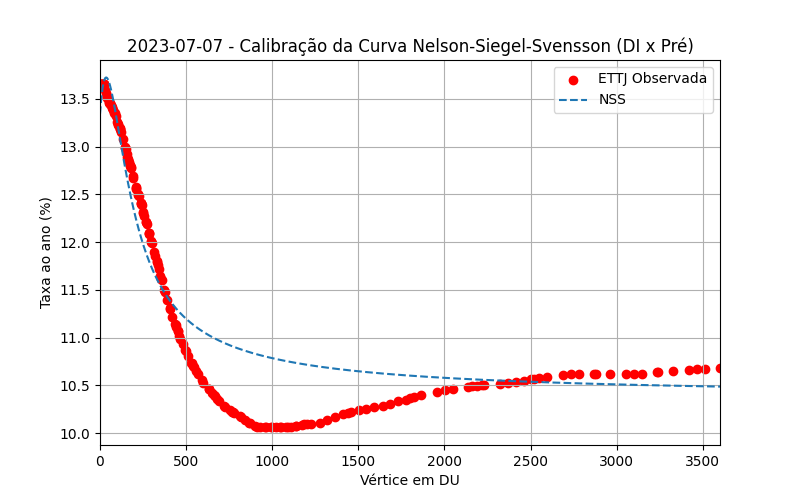 2023-07-07 - Calibração da Curva Nelson-Siegel-Svensson (DI x Pré)
ETTJ Observada
NSS
Taxa ao ano (%)
13.5
13.0
12.5
12.0
11.5
11.0
10.5
10.0
0 500 1000 1500 2000 2500 3000 3500
Vértice em DU